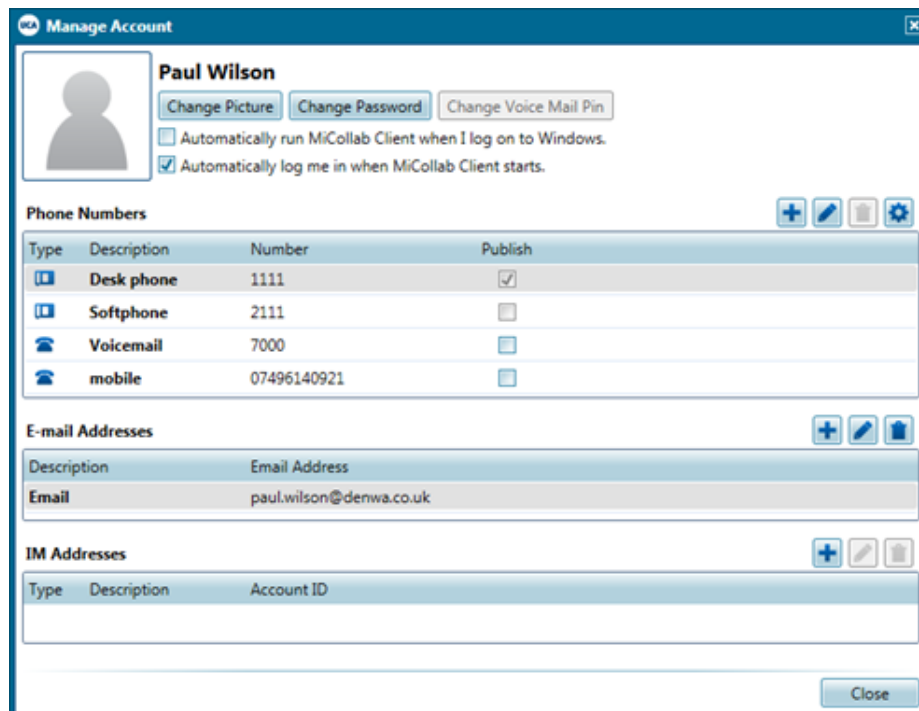 UCA Manage Account
Paul Wilson
Change Picture Change Password Change Voice Mail Pin
Automatically run MiCollab Client when I log on to Windows.
Automatically log me in when MiCollab Client starts.
Phone Numbers
Type Description Number Publish
Desk phone 1111
Softphone 2111
Voicemail 7000
mobile 07496140921
E-mail Addresses
Description Email Address
Email paul.wilson@denwa.co.uk
IM Addresses
Type Description Account ID
Close